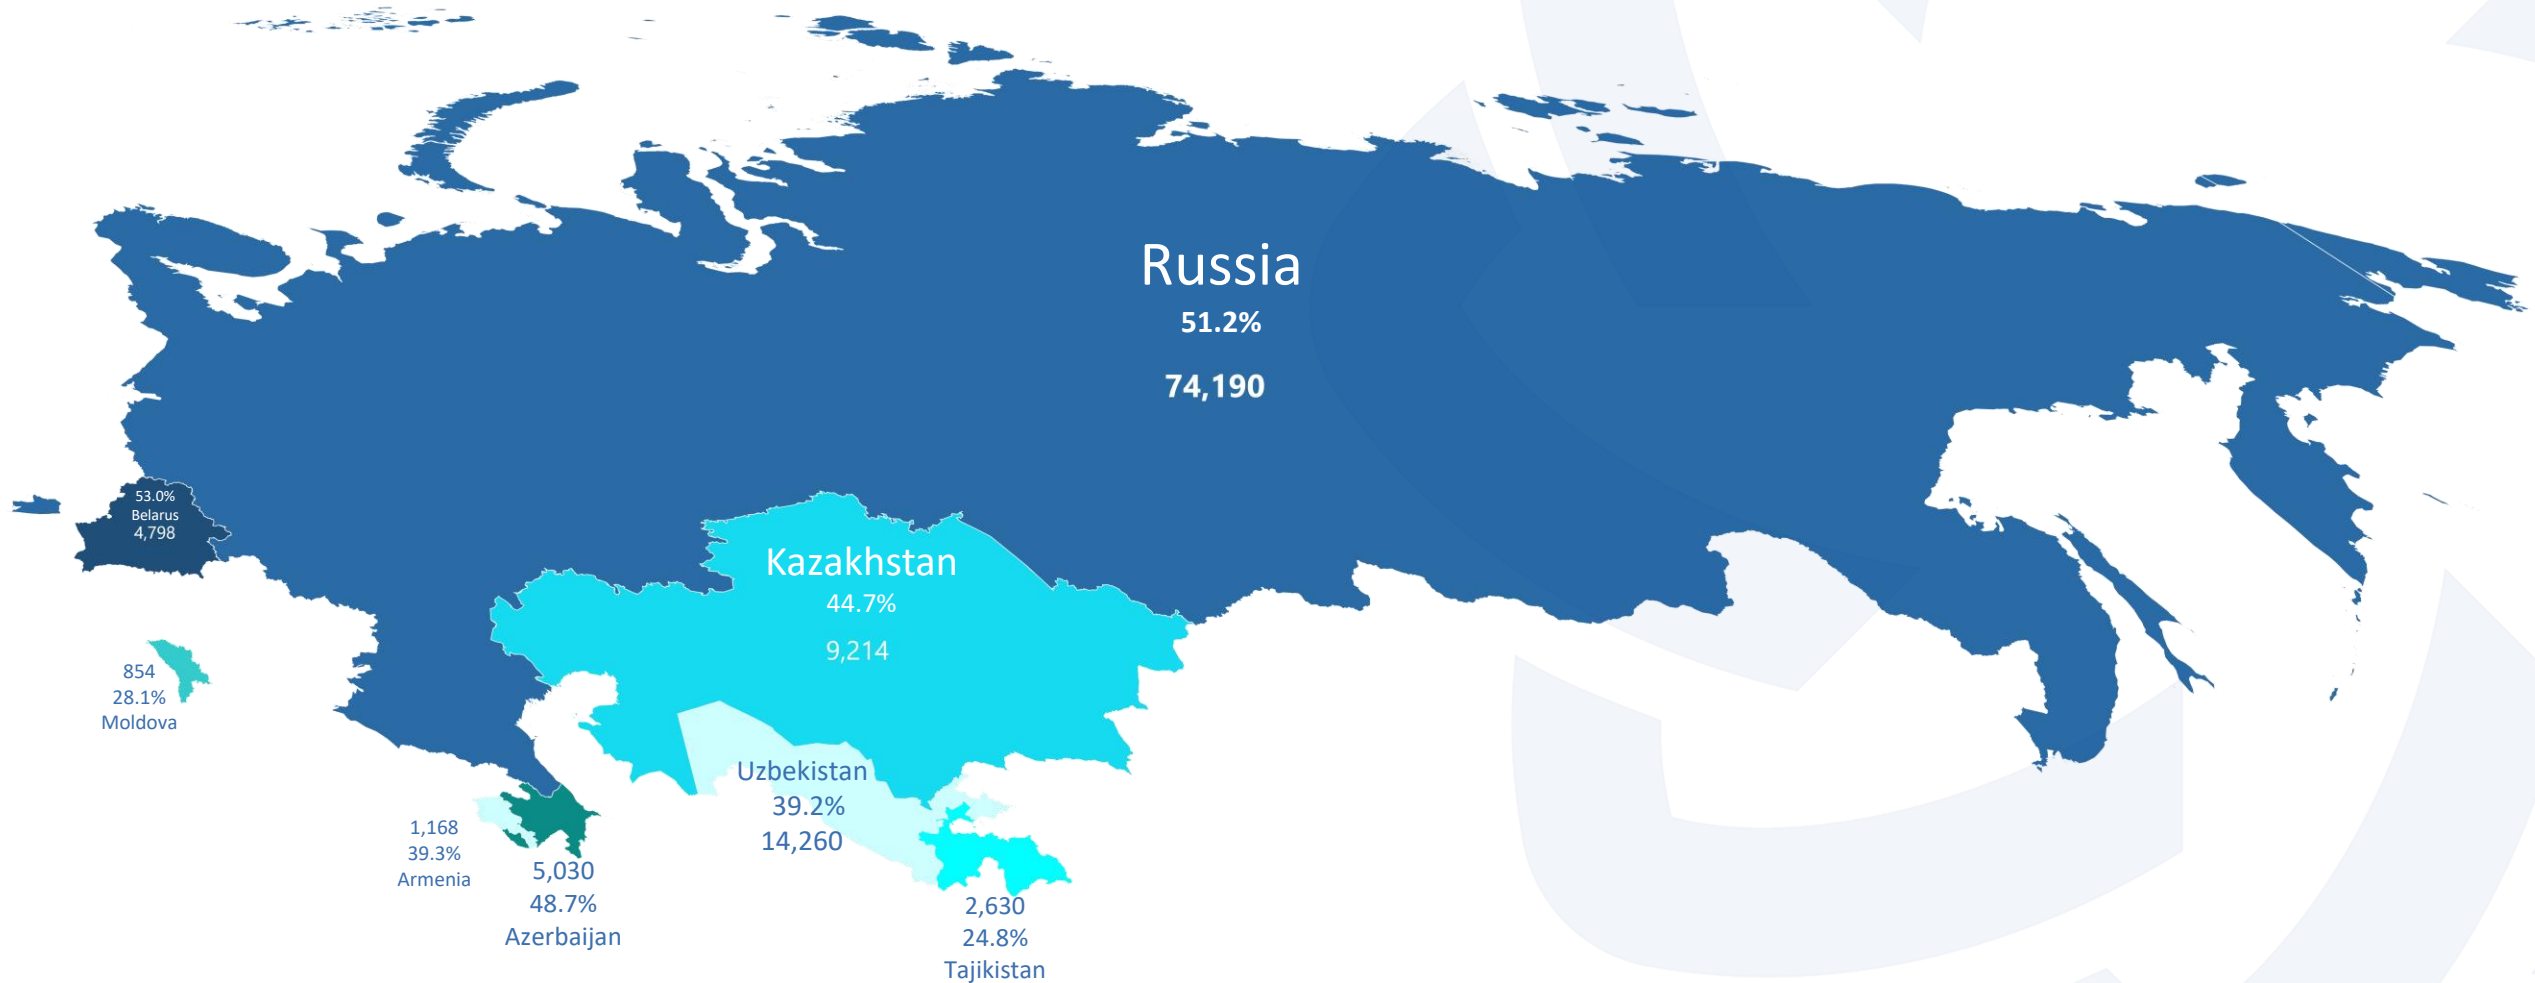 Russia
51.2%
74,190
53.0%
Belarus
4,798
Kazakhstan
44.7%
9,214
854
28.1%
Moldova
Uzbekistan
39.2%
14,260
1,168
39.3%
Armenia
5,030
48.7%
Azerbaijan
2,630
24.8%
Tajikistan